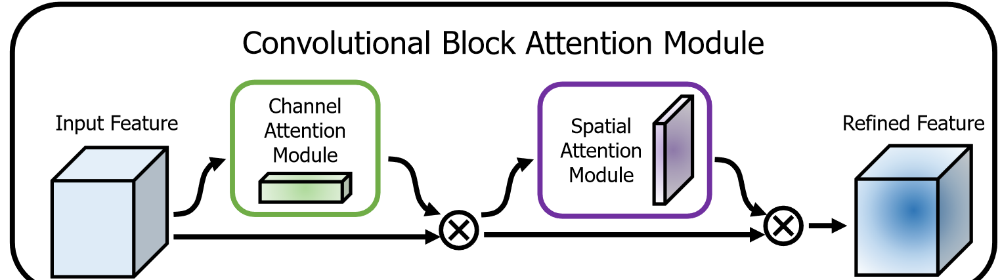 Convolutional Block Attention Module
Input Feature
Channel
Attention
Module
Spatial
Attention
Module
Refined Feature